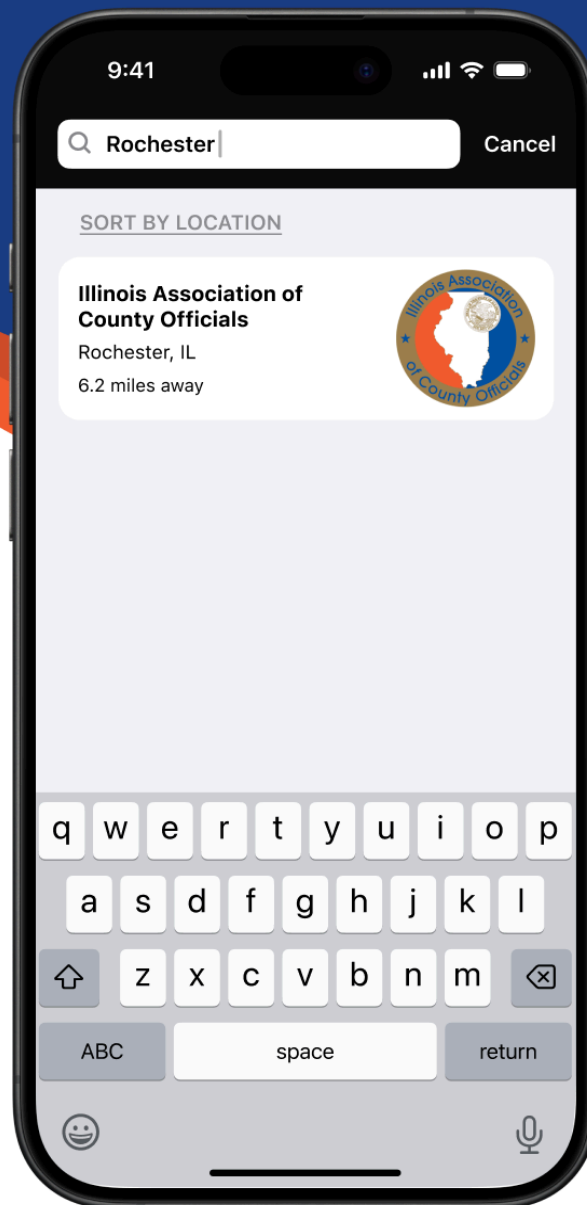 9:41
Rochester
Cancel
SORT BY LOCATION
Illinois Association of
County Officials
Rochester, IL
6.2 miles away
Illinois Association
of County Officials
q w e r t y u i o p
a s d f g h j k l
z x c v b n m
ABC space return